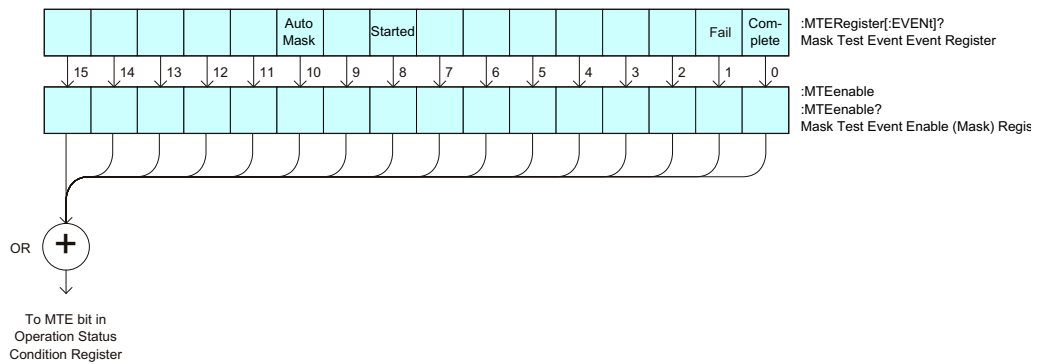 Auto
Mask
Started
Fail
Com-
plete
:MTERegister[:EVENt]?
Mask Test Event Event Register
15 14 13 12 11 10 9 8 7 6 5 4 3 2 1 0
:MTEenable
:MTEenable?
Mask Test Event Enable (Mask) Regis
OR
+
To MTE bit in
Operation Status
Condition Register